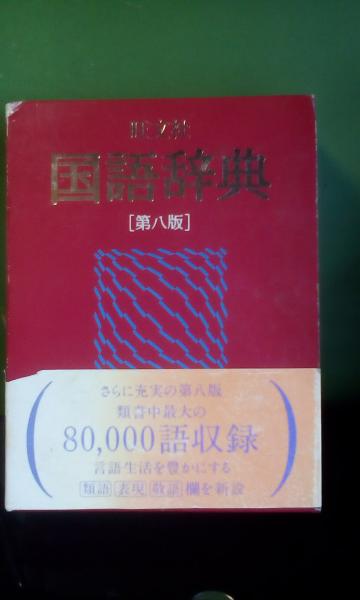 旺文社
国語辞典
[第八版]
さらに充実の第八版
類書中最大の
80,000語収録
言語生活を豊かにする
類語 表現 敬語 欄を新設